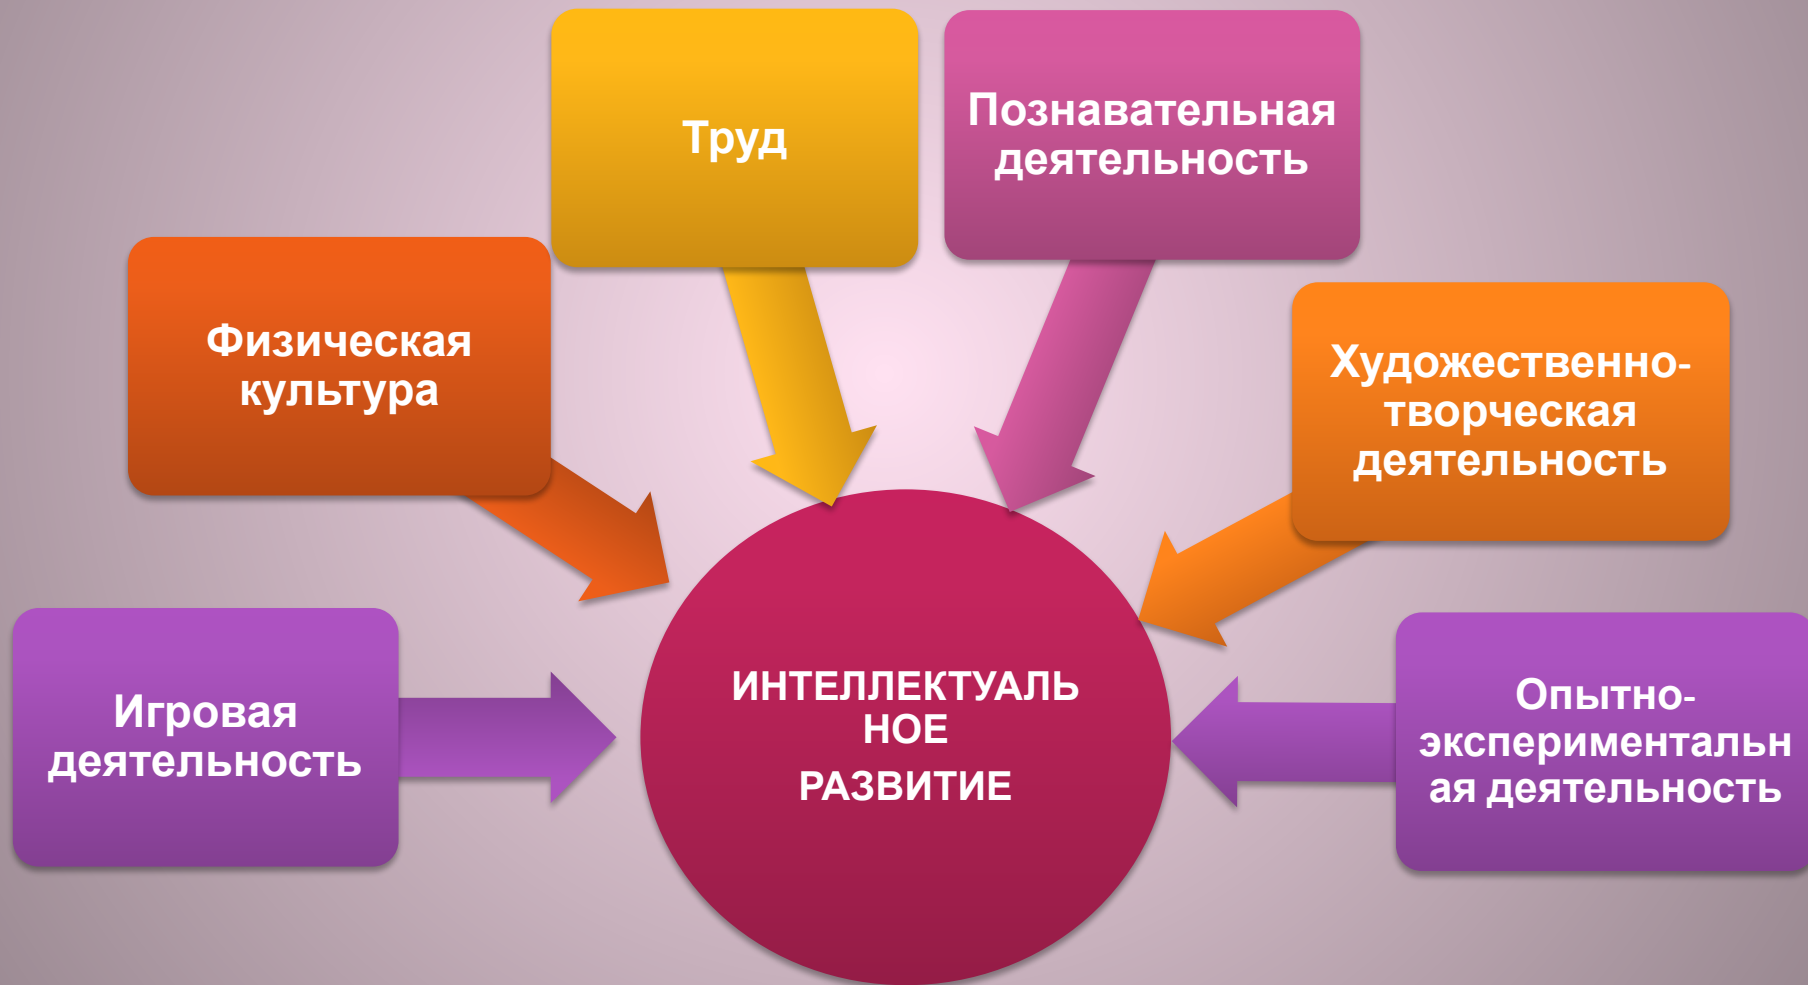 Труд
Познавательная
деятельность
Физическая
культура
Художественно-
творческая
деятельность
Игровая
деятельность
ИНТЕЛЛЕКТУАЛЬ
НОЕ
РАЗВИТИЕ
Опытно-
экспериментальн
ая деятельность